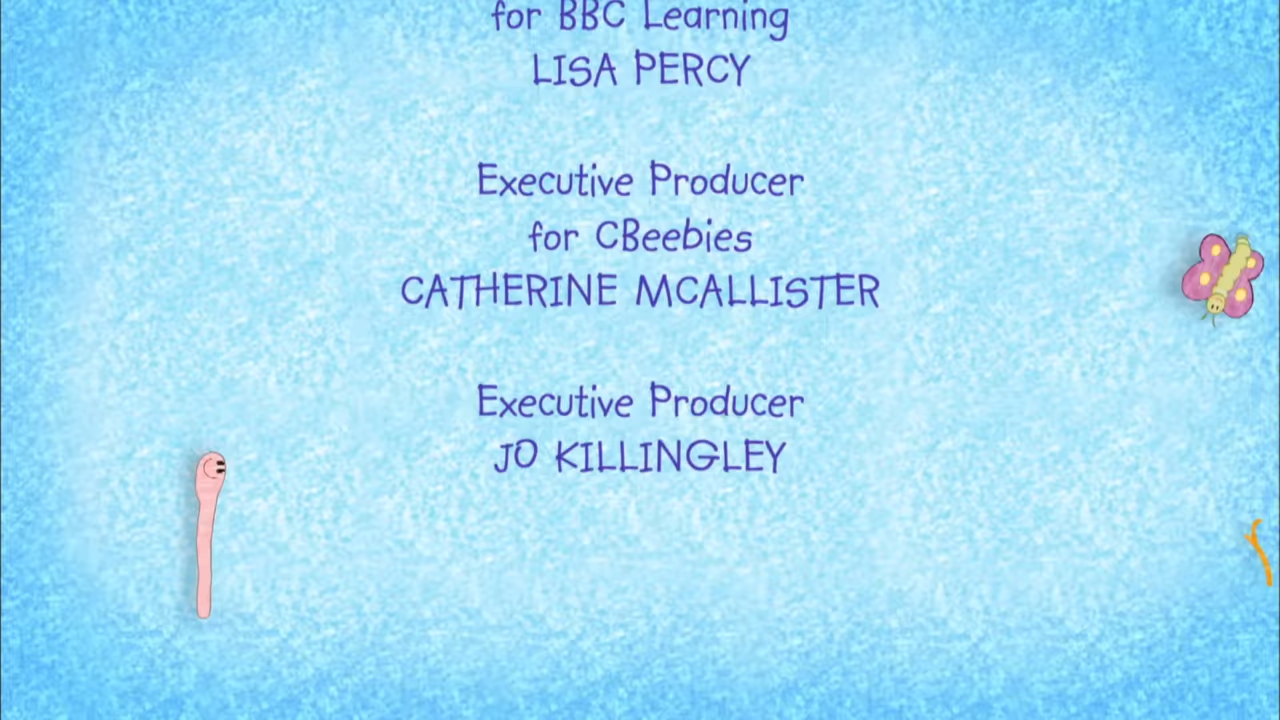 for BBC Learning
LISA PERCY
Executive Producer
for CBeebies
CATHERINE MCALLISTER
Executive Producer
JO KILLINGLEY